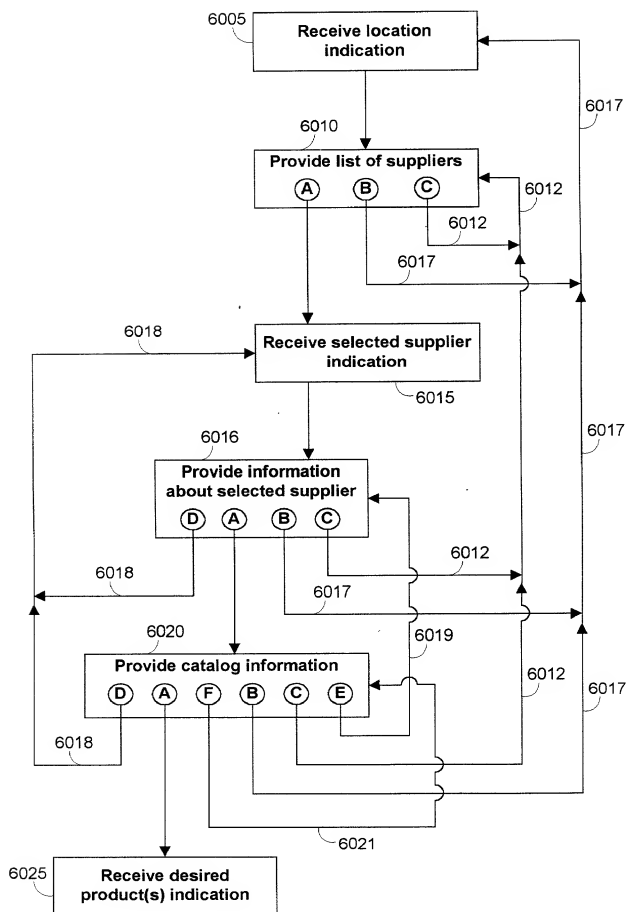 6005
Receive location
indication
6017
6010
Provide list of suppliers
A B C
6012
6012
6017
6018
Receive selected supplier
indication
6015
6017
6016
Provide information
about selected supplier
D A B C
6018
6012
6017
6019
6020
Provide catalog information
D A F B C E
6012
6017
6018
6021
6025
Receive desired
product(s) indication